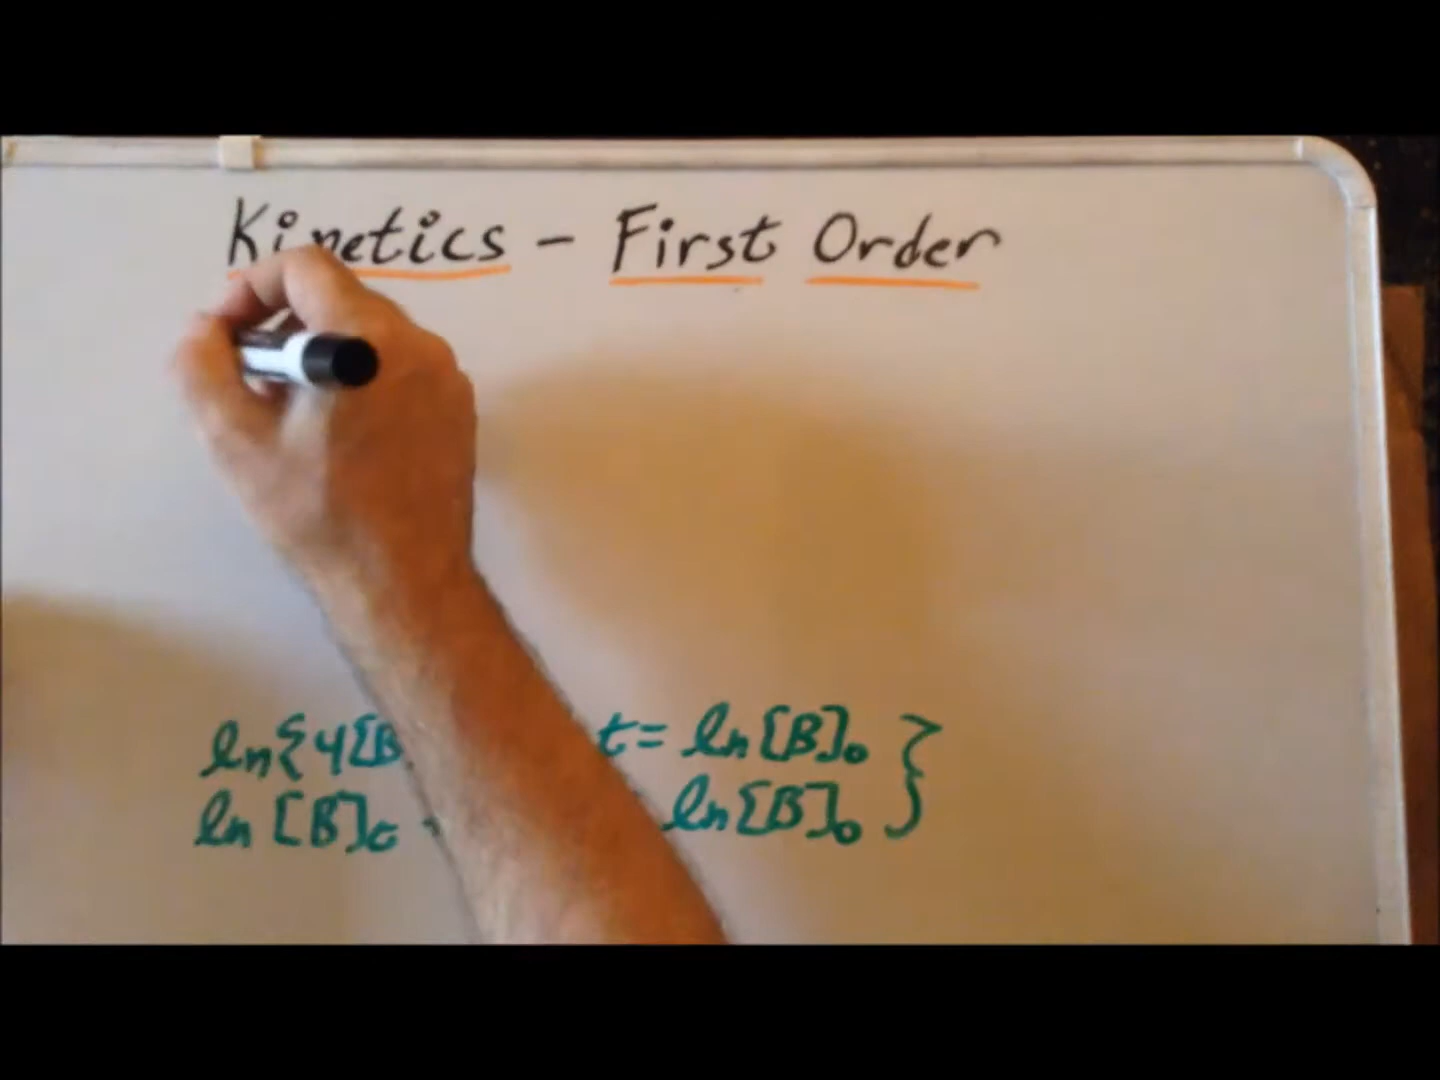 Kinetics - First Order
ln{4[B t = ln[B]₀ }
ln [B]t - ln[B]₀ }